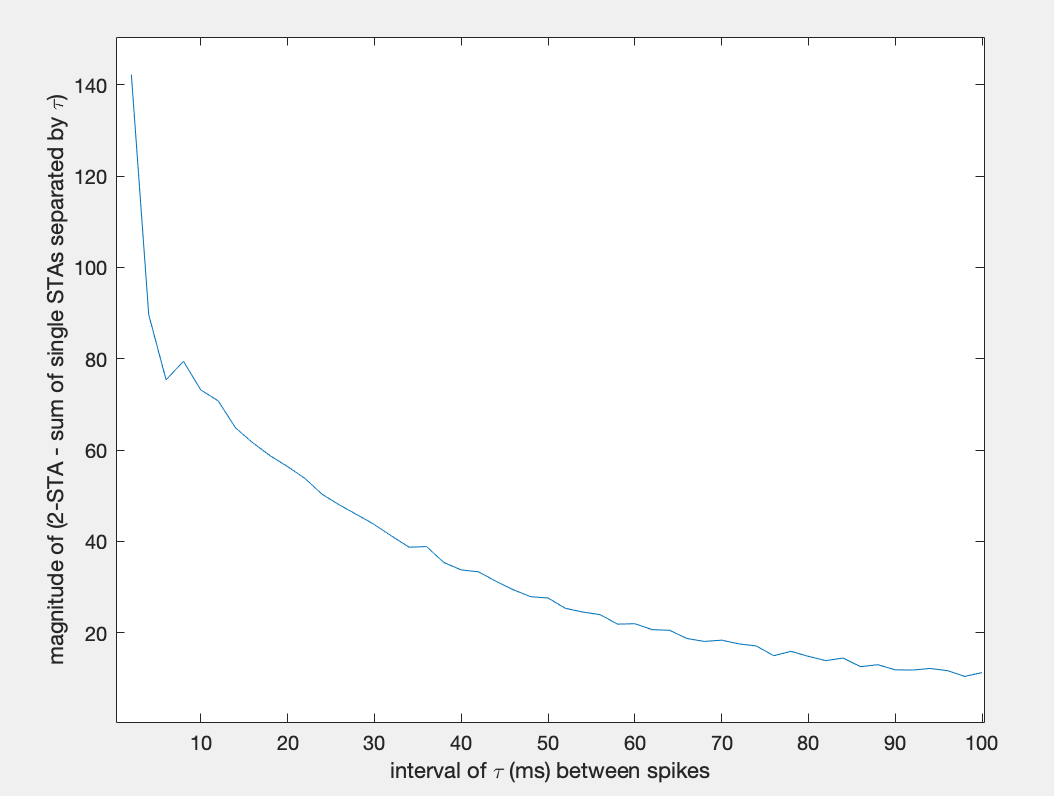 magnitude of (2-STA - sum of single STAs separated by τ)
140
120
100
80
60
40
20
10 20 30 40 50 60 70 80 90 100
interval of τ (ms) between spikes